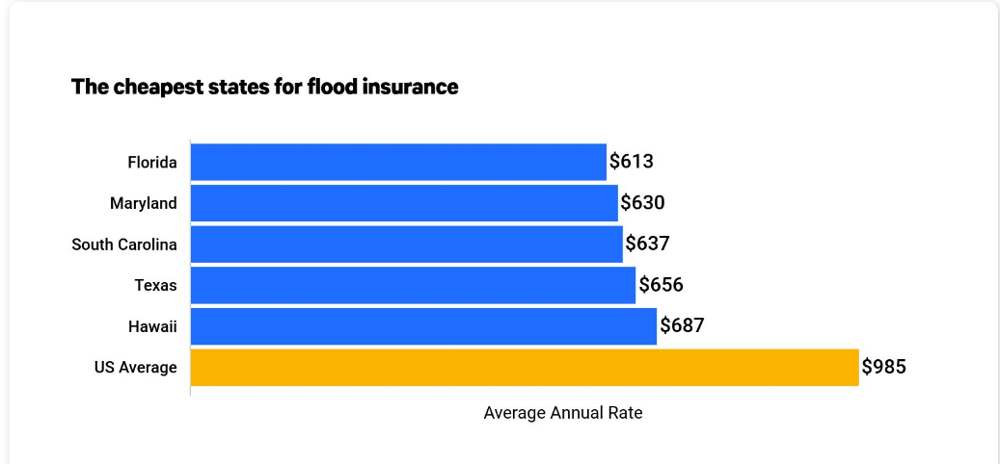 The cheapest states for flood insurance
Florida $613
Maryland $630
South Carolina $637
Texas $656
Hawaii $687
US Average $985
Average Annual Rate